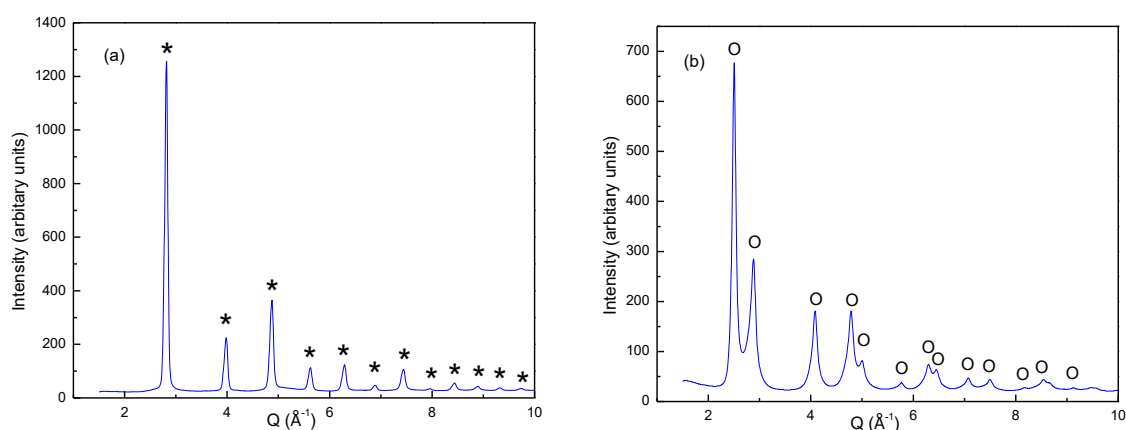 (a)
1400
1200
1000
800
600
400
200
0
2 4 6 8 10
Intensity (arbitary units)
Q (Å⁻¹)
* * * * * * * * * * * *
(b)
700
600
500
400
300
200
100
0
2 4 6 8 10
Intensity (arbitary units)
Q (Å⁻¹)
O O O O O O O O O O O O O